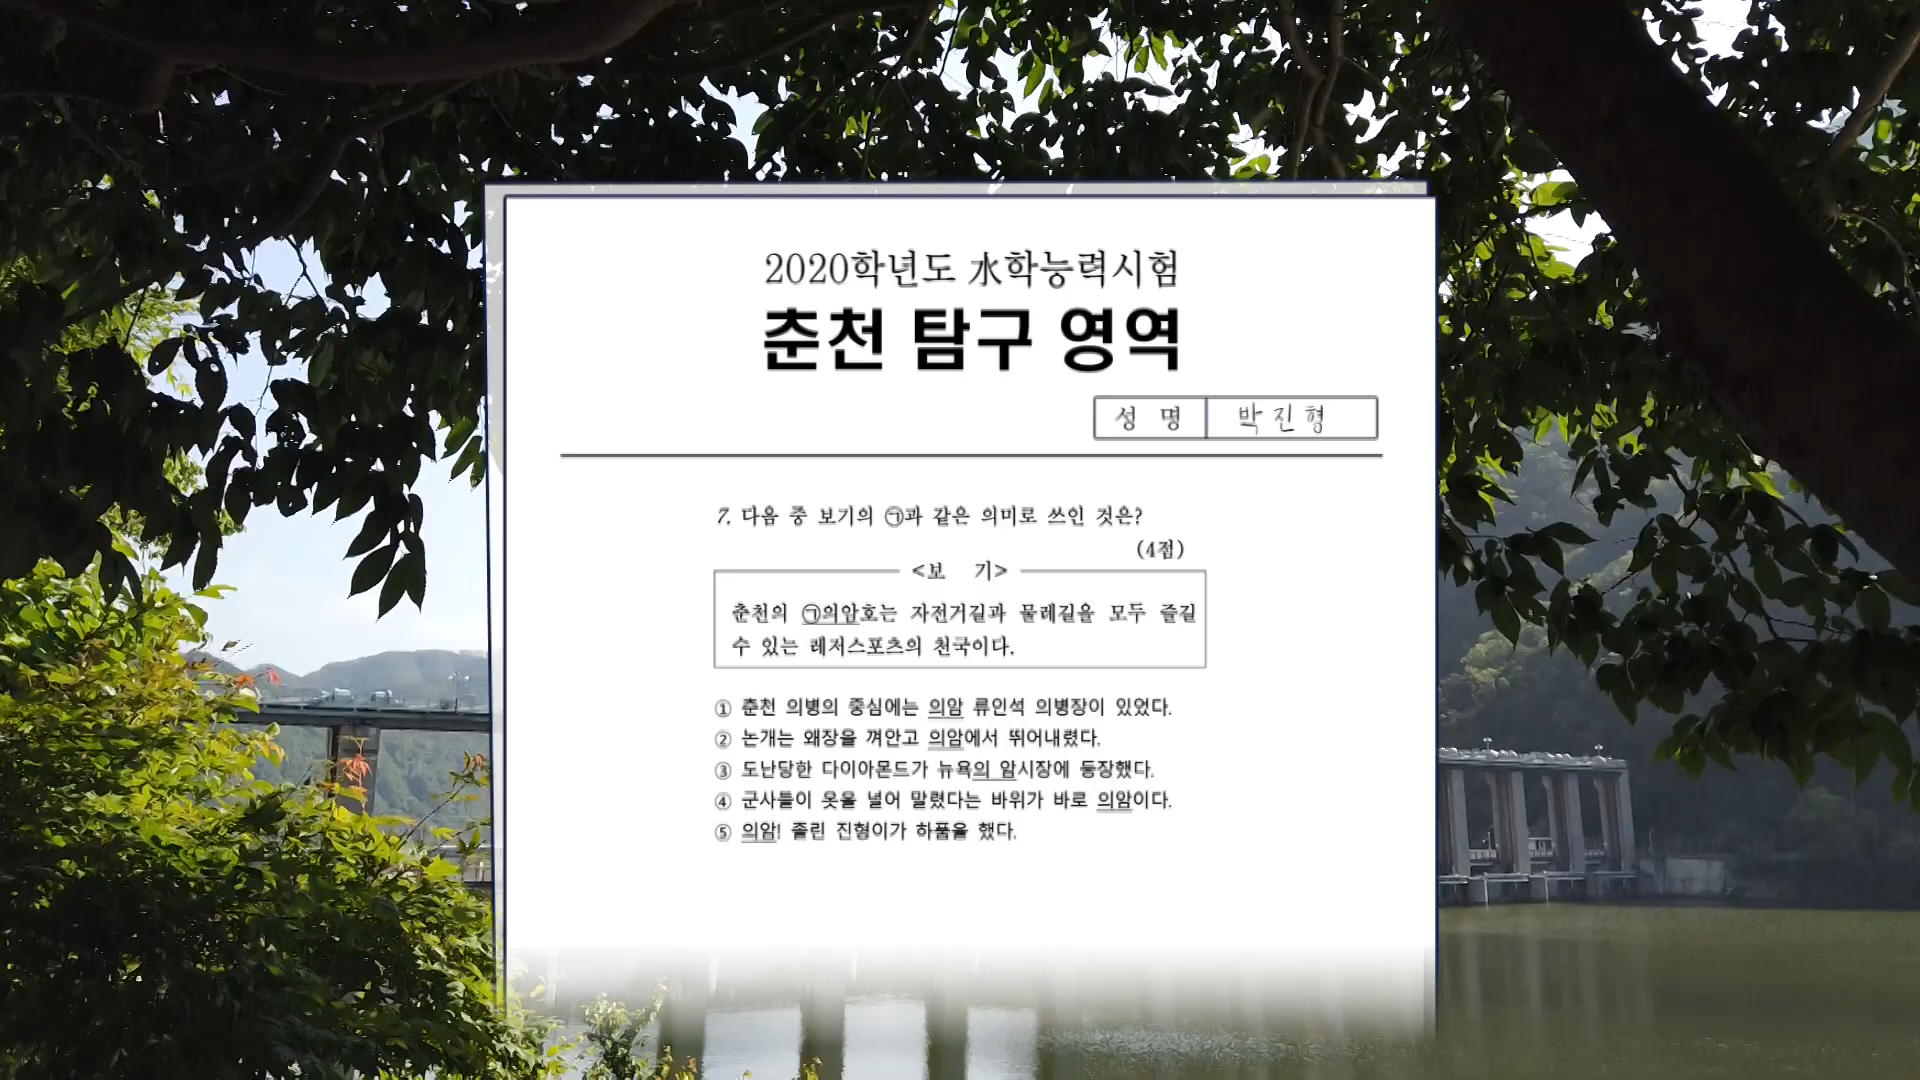 2020학년도 水학능력시험
춘천 탐구 영역
성 명 박진형
7. 다음 중 보기의 ㉠과 같은 의미로 쓰인 것은?
(4점)
<보 기>
춘천의 ㉠의암호는 자전거길과 물레길을 모두 즐길
수 있는 레저스포츠의 천국이다.
① 춘천 의병의 중심에는 의암 류인석 의병장이 있었다.
② 논개는 왜장을 껴안고 의암에서 뛰어내렸다.
③ 도난당한 다이아몬드가 뉴욕의 암시장에 등장했다.
④ 군사들이 옷을 널어 말렸다는 바위가 바로 의암이다.
⑤ 의암! 졸린 진형이가 하품을 했다.